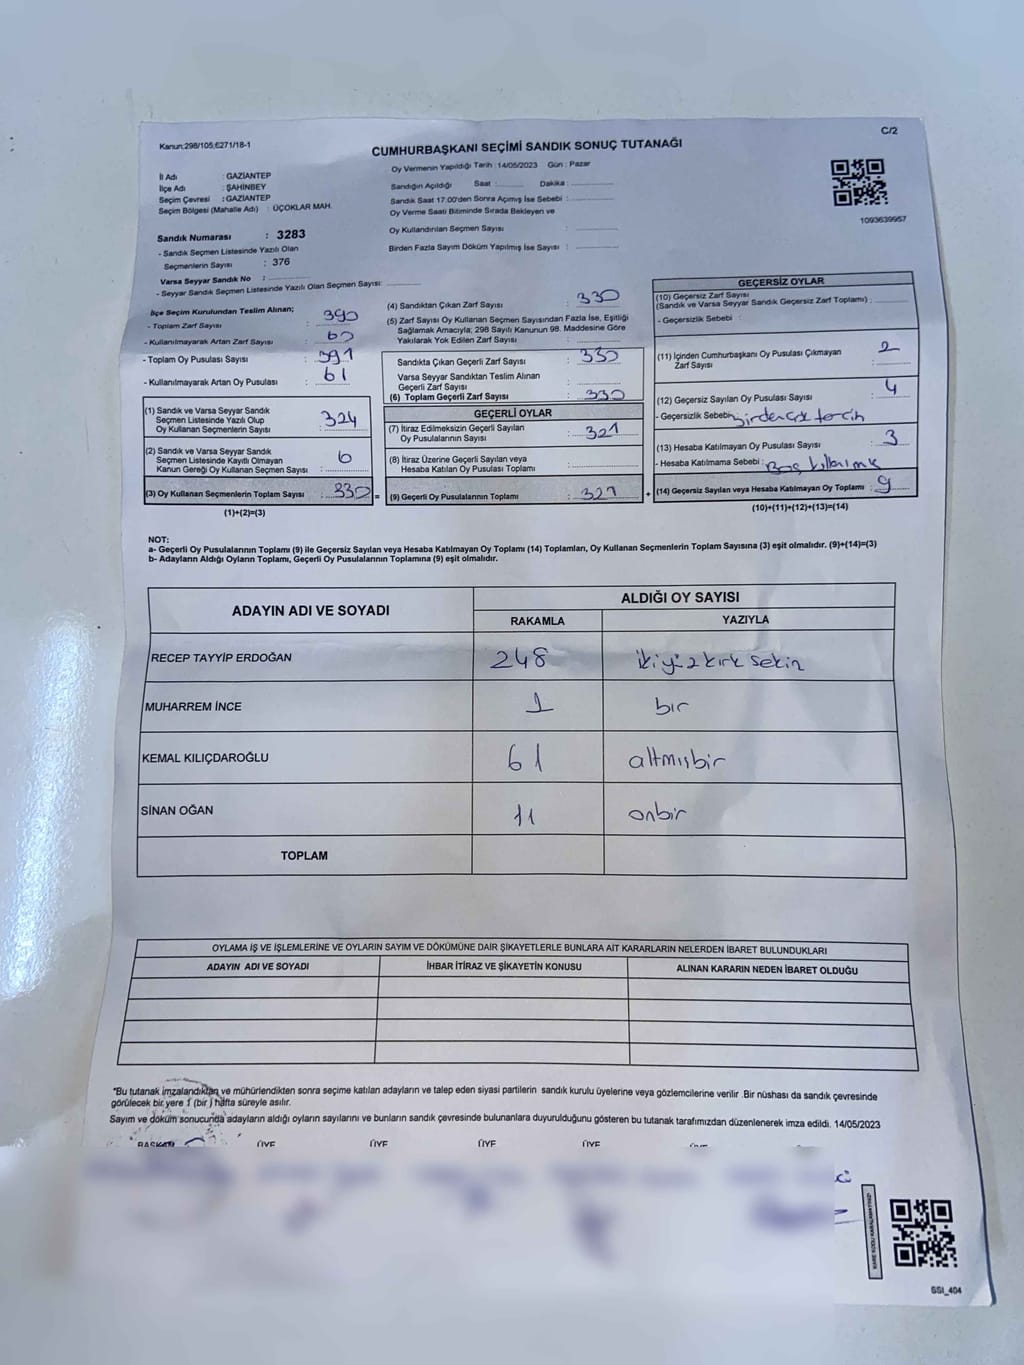 C/2
Kanun:298/105,6271/18-1
CUMHURBAŞKANI SEÇİMİ SANDIK SONUÇ TUTANAĞI
Oy Vermenin Yapıldığı Tarih : 14/05/2023 Gün : Pazar
İl Adı : GAZİANTEP
İlçe Adı : ŞAHİNBEY
Seçim Çevresi : GAZİANTEP
Seçim Bölgesi (Mahalle Adı) : ÜÇOKLAR MAH.
Sandık Numarası : 3283
- Sandık Seçmen Listesinde Yazılı Olan
Seçmenlerin Sayısı : 376
Varsa Seyyar Sandık No :
- Seyyar Sandık Seçmen Listesinde Yazılı Olan Seçmen Sayısı:
Sandığın Açıldığı Saat : Dakika :
Sandık Saat 17.00'den Sonra Açımış İse Sebebi :
Oy Verme Saati Bitiminde Sırada Bekleyen ve
Oy Kullandırılan Seçmen Sayısı :
Birden Fazla Sayım Döküm Yapılmış İse Sayısı :
1093639957
İlçe Seçim Kurulundan Teslim Alınan;
- Toplam Zarf Sayısı : 390
- Kullanılmayarak Artan Zarf Sayısı : 60
- Toplam Oy Pusulası Sayısı : 391
- Kullanılmayarak Artan Oy Pusulası : 61
(1) Sandık ve Varsa Seyyar Sandık
Seçmen Listesinde Yazılı Olup
Oy Kullanan Seçmenlerin Sayısı : 324
(2) Sandık ve Varsa Seyyar Sandık
Seçmen Listesinde Kayıtlı Olmayan
Kanun Gereği Oy Kullanan Seçmen Sayısı : 6
(3) Oy Kullanan Seçmenlerin Toplam Sayısı : 330 =
(1)+(2)=(3)
(4) Sandıktan Çıkan Zarf Sayısı : 330
(5) Zarf Sayısı Oy Kullanan Seçmen Sayısından Fazla İse, Eşitliği
Sağlamak Amacıyla; 298 Sayılı Kanunun 98. Maddesine Göre
Yakılarak Yok Edilen Zarf Sayısı :
Sandıkta Çıkan Geçerli Zarf Sayısı : 330
Varsa Seyyar Sandıktan Teslim Alınan
Geçerli Zarf Sayısı :
(6) Toplam Geçerli Zarf Sayısı : 330
GEÇERLİ OYLAR
(7) İtiraz Edilmeksizin Geçerli Sayılan
Oy Pusulalarının Sayısı : 321
(8) İtiraz Üzerine Geçerli Sayılan veya
Hesaba Katılan Oy Pusulası Toplamı :
(9) Geçerli Oy Pusulalarının Toplamı : 321 +
GEÇERSİZ OYLAR
(10) Geçersiz Zarf Sayısı
(Sandık ve Varsa Seyyar Sandık Geçersiz Zarf Toplamı) :
- Geçersizlik Sebebi :
(11) İçinden Cumhurbaşkanı Oy Pusulası Çıkmayan
Zarf Sayısı : 2
(12) Geçersiz Sayılan Oy Pusulası Sayısı : 4
- Geçersizlik Sebebi: birden çok tercih
(13) Hesaba Katılmayan Oy Pusulası Sayısı : 3
- Hesaba Katılmama Sebebi : Boş
(14) Geçersiz Sayılan veya Hesaba Katılmayan Oy Toplamı : 9
(10)+(11)+(12)+(13)=(14)
NOT:
a- Geçerli Oy Pusulalarının Toplamı (9) ile Geçersiz Sayılan veya Hesaba Katılmayan Oy Toplamı (14) Toplamları, Oy Kullanan Seçmenlerin Toplam Sayısına (3) eşit olmalıdır. (9)+(14)=(3)
b- Adayların Aldığı Oyların Toplamı, Geçerli Oy Pusulalarının Toplamına (9) eşit olmalıdır.
ADAYIN ADI VE SOYADI
ALDIĞI OY SAYISI
RAKAMLA YAZIYLA
RECEP TAYYİP ERDOĞAN 248 ikiyüzkırk sekiz
MUHARREM İNCE 1 bir
KEMAL KILIÇDAROĞLU 61 altmışbir
SİNAN OĞAN 11 onbir
TOPLAM
OYLAMA İŞ VE İŞLEMLERİNE VE OYLARIN SAYIM VE DÖKÜMÜNE DAİR ŞİKAYETLERLE BUNLARA AİT KARARLARIN NELERDEN İBARET BULUNDUKLARI
ADAYIN ADI VE SOYADI İHBAR İTİRAZ VE ŞİKAYETİN KONUSU ALINAN KARARIN NEDEN İBARET OLDUĞU
*Bu tutanak imzalandıktan ve mühürlendikten sonra seçime katılan adayların ve talep eden siyasi partilerin sandık kurulu üyelerine veya gözlemcilerine verilir .Bir nüshası da sandık çevresinde
görülecek bir yere 1 (bir ) hafta süreyle asılır.
Sayım ve döküm sonucunda adayların aldığı oyların sayılarını ve bunların sandık çevresinde bulunanlara duyurulduğunu gösteren bu tutanak tarafımızdan düzenlenerek imza edildi. 14/05/2023
BAŞKAN ÜYE ÜYE ÜYE ÜYE
SSI_404